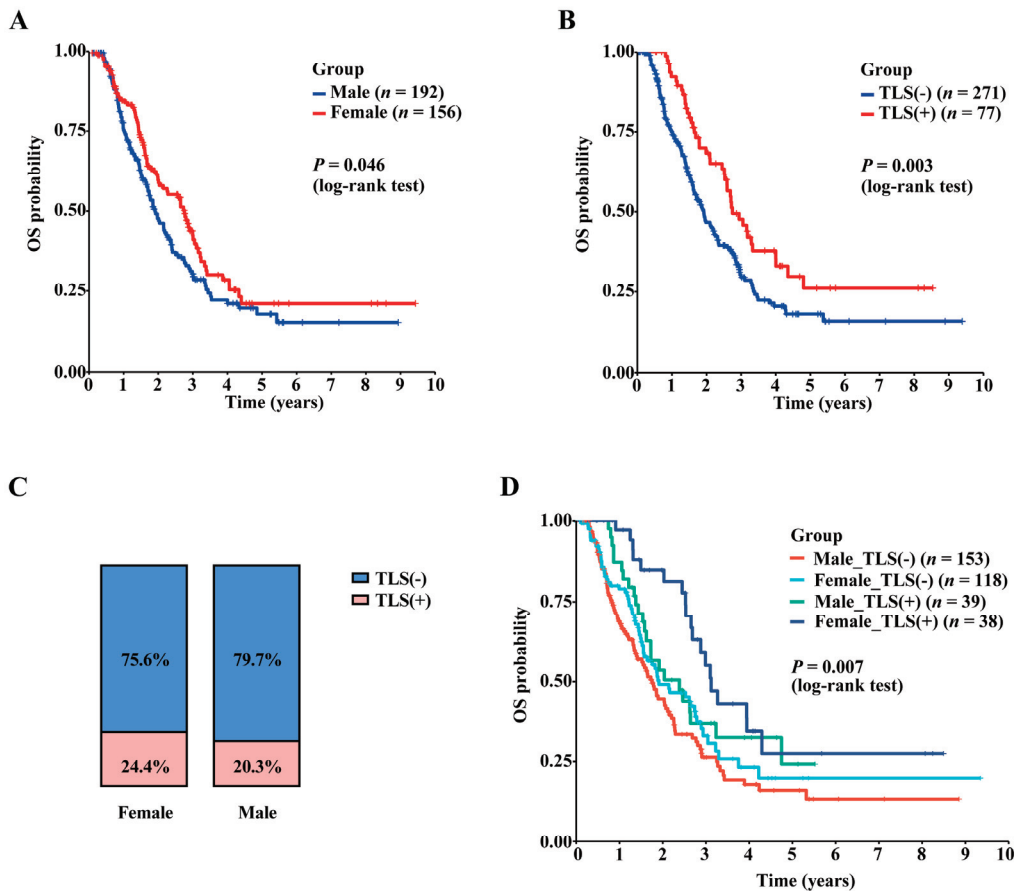 A
OS probability
1.00
0.75
0.50
0.25
0.00
0 1 2 3 4 5 6 7 8 9 10
Time (years)
Group
Male (n = 192)
Female (n = 156)
P = 0.046
(log-rank test)
B
OS probability
1.00
0.75
0.50
0.25
0.00
0 1 2 3 4 5 6 7 8 9 10
Time (years)
Group
TLS(-) (n = 271)
TLS(+) (n = 77)
P = 0.003
(log-rank test)
C
75.6%
79.7%
24.4%
20.3%
Female
Male
TLS(-)
TLS(+)
D
OS probability
1.00
0.75
0.50
0.25
0.00
0 1 2 3 4 5 6 7 8 9 10
Time (years)
Group
Male_TLS(-) (n = 153)
Female_TLS(-) (n = 118)
Male_TLS(+) (n = 39)
Female_TLS(+) (n = 38)
P = 0.007
(log-rank test)